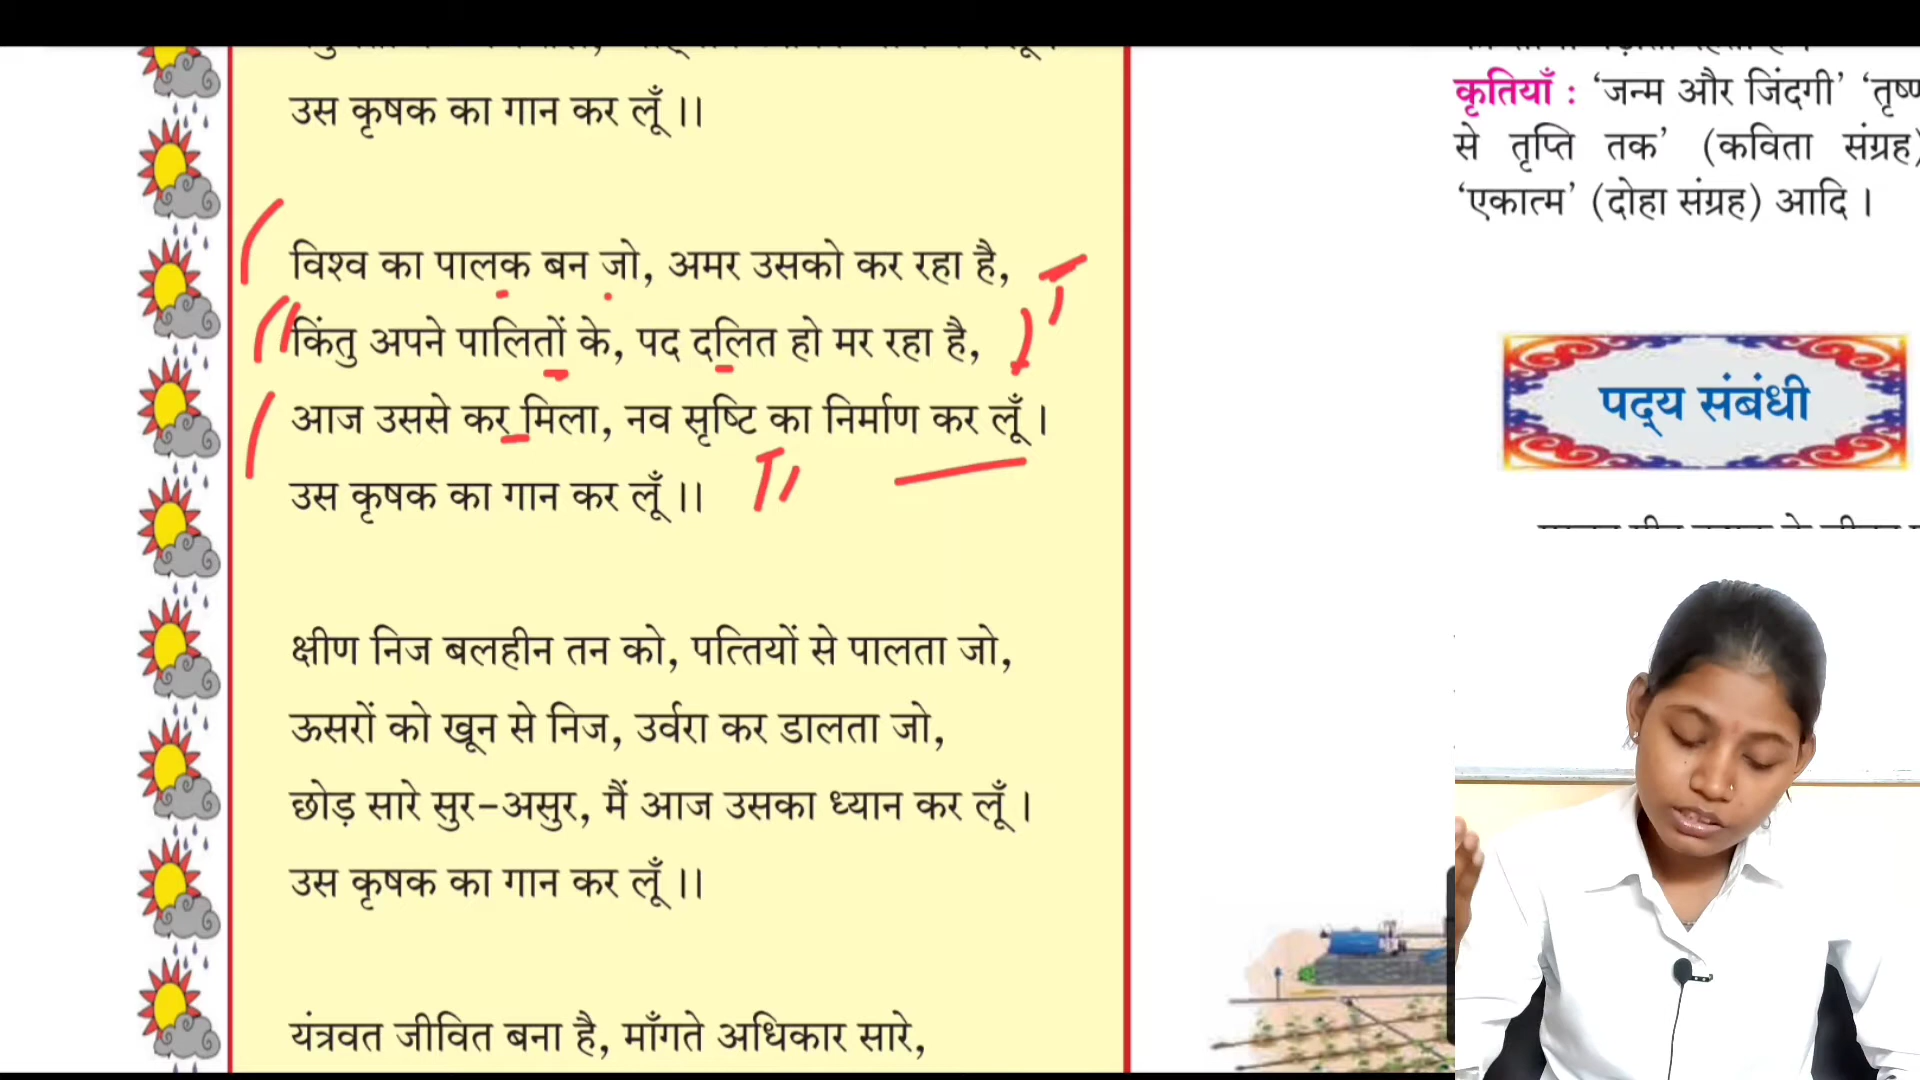 उस कृषक का गान कर लूँ ।।
विश्व का पालक बन जो, अमर उसको कर रहा है,
किंतु अपने पालितों के, पद दलित हो मर रहा है,
आज उससे कर मिला, नव सृष्टि का निर्माण कर लूँ ।
उस कृषक का गान कर लूँ ।।
क्षीण निज बलहीन तन को, पत्तियों से पालता जो,
ऊसरों को खून से निज, उर्वरा कर डालता जो,
छोड़ सारे सुर-असुर, मैं आज उसका ध्यान कर लूँ ।
उस कृषक का गान कर लूँ ।।
यंत्रवत जीवित बना है, माँगते अधिकार सारे,
कृतियाँ : ‘जन्म और जिंदगी’ ‘तृष्ण
से तृप्ति तक’ (कविता संग्रह)
‘एकात्म’ (दोहा संग्रह) आदि ।
पद्य संबंधी